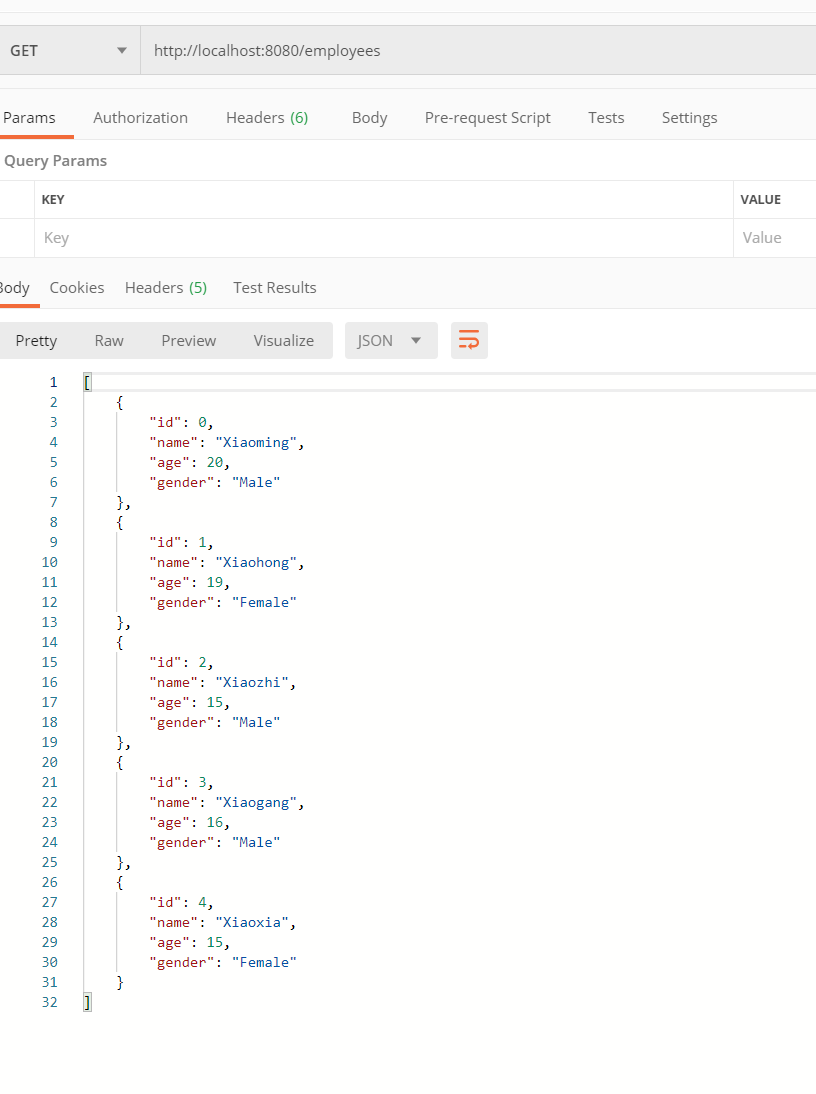 GET http://localhost:8080/employees
Params Authorization Headers (6) Body Pre-request Script Tests Settings
Query Params
KEY VALUE
Key Value
Body Cookies Headers (5) Test Results
Pretty Raw Preview Visualize JSON
1 [
2 {
3 "id": 0,
4 "name": "Xiaoming",
5 "age": 20,
6 "gender": "Male"
7 },
8 {
9 "id": 1,
10 "name": "Xiaohong",
11 "age": 19,
12 "gender": "Female"
13 },
14 {
15 "id": 2,
16 "name": "Xiaozhi",
17 "age": 15,
18 "gender": "Male"
19 },
20 {
21 "id": 3,
22 "name": "Xiaogang",
23 "age": 16,
24 "gender": "Male"
25 },
26 {
27 "id": 4,
28 "name": "Xiaoxia",
29 "age": 15,
30 "gender": "Female"
31 }
32 ]